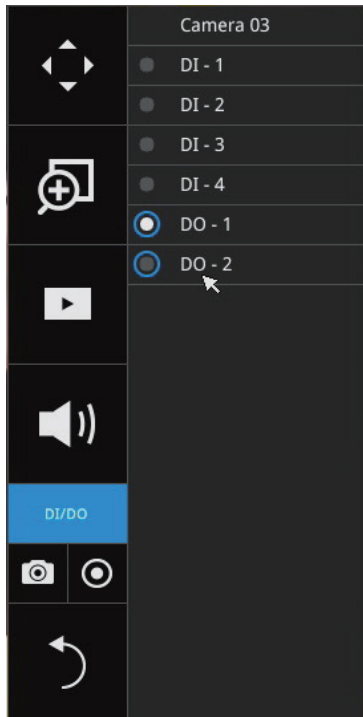 Camera 03
DI - 1
DI - 2
DI - 3
DI - 4
DO - 1
DO - 2
DI/DO